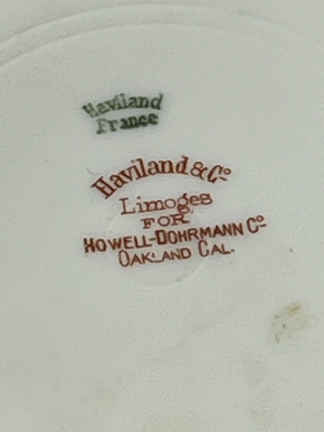 Haviland
France
Haviland & Co
Limoges
FOR
HOWELL-DOHRMANN Co
OAKLAND CAL.